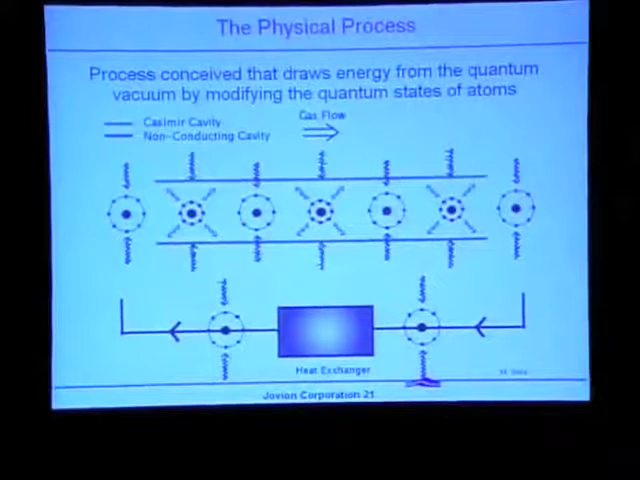 The Physical Process
Process conceived that draws energy from the quantum
vacuum by modifying the quantum states of atoms
Casimir Cavity
Non-Conducting Cavity
Gas Flow
Heat Exchanger
Jovion Corporation 21